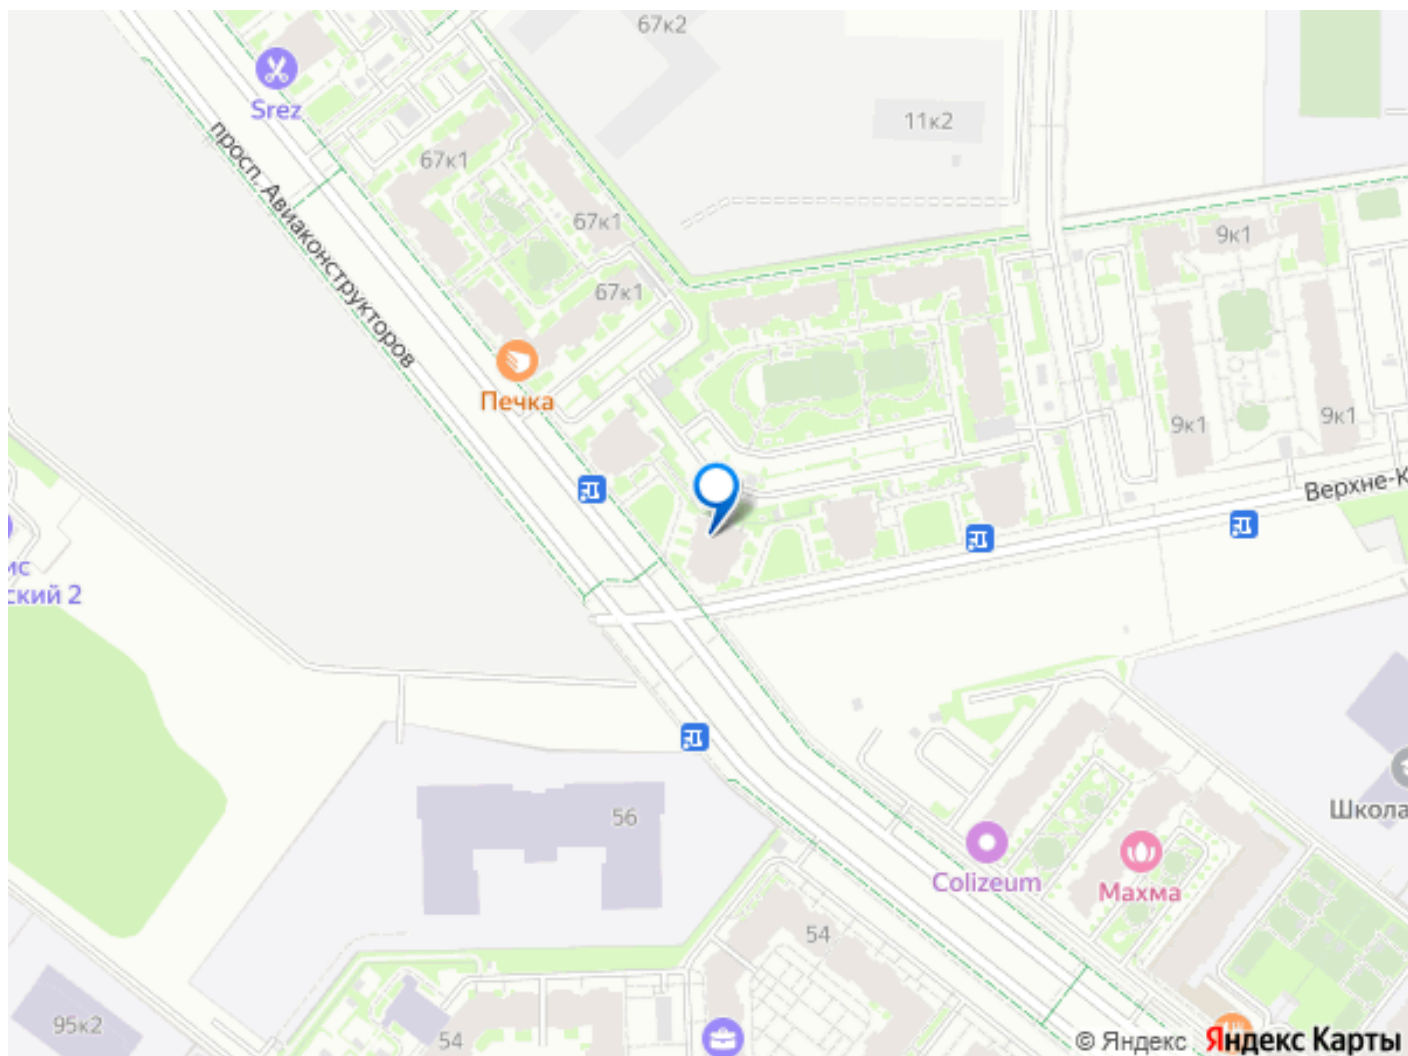 67к2
Srez
11к2
просп. Авиаконструкторов
67к1
67к1
9к1
67к1
Печка
9к1
9к1
Верхне-К
ис
ский 2
56
Школа
Colizeum
Махма
54
95к2
54
© Яндекс Яндекс Карты